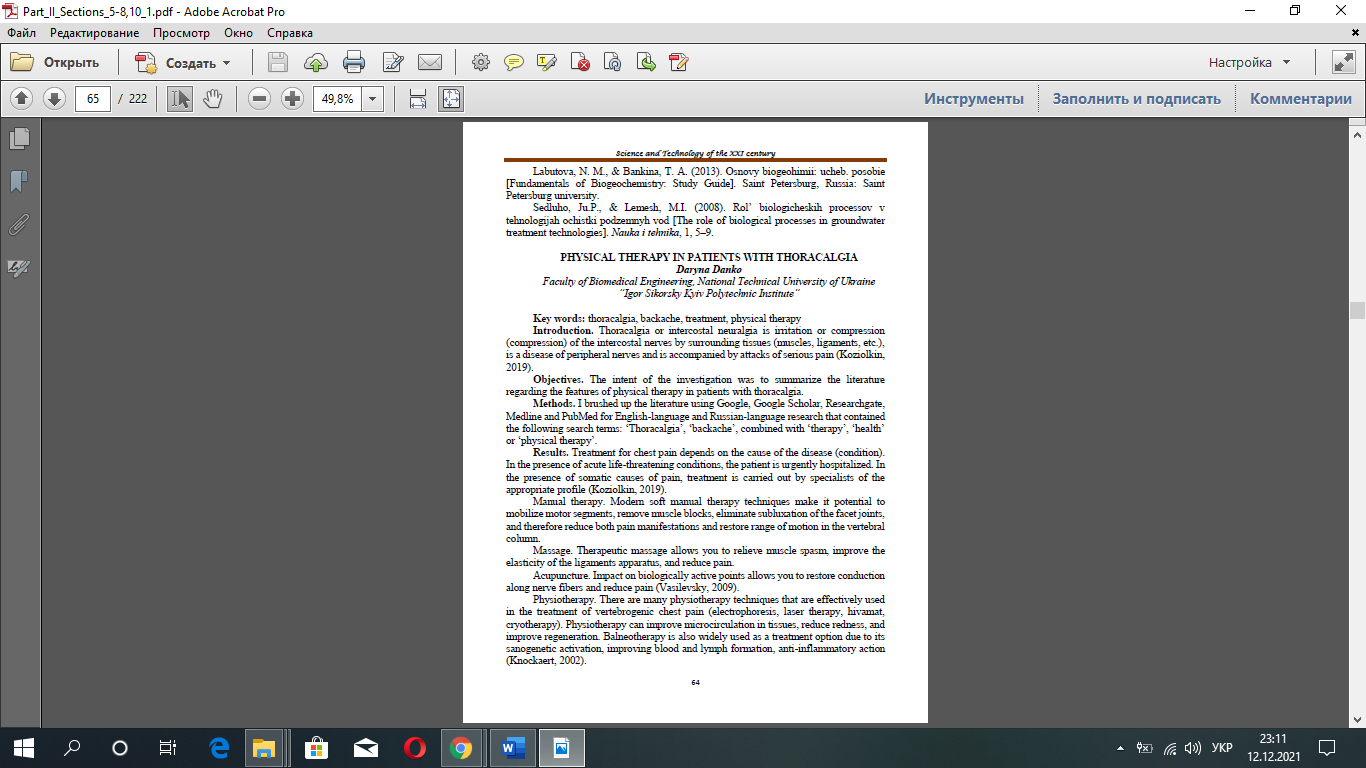 Part_II_Sections_5-8,10_1.pdf - Adobe Acrobat Pro
Файл Редактирование Просмотр Окно Справка
Открыть Создать Настройка
65 / 222 49,8% Инструменты Заполнить и подписать Комментарии
Science and Technology of the XXI century
Labutova, N. M., & Bankina, T. A. (2013). Osnovy biogeohimii: ucheb. posobie
[Fundamentals of Biogeochemistry: Study Guide]. Saint Petersburg, Russia: Saint
Petersburg university.
Sedluho, Ju.P., & Lemesh, M.I. (2008). Rol’ biologicheskih processov v
tehnologijah ochistki podzemnyh vod [The role of biological processes in groundwater
treatment technologies]. Nauka i tehnika, 1, 5–9.
PHYSICAL THERAPY IN PATIENTS WITH THORACALGIA
Daryna Danko
Faculty of Biomedical Engineering, National Technical University of Ukraine
"Igor Sikorsky Kyiv Polytechnic Institute"
Key words: thoracalgia, backache, treatment, physical therapy
Introduction. Thoracalgia or intercostal neuralgia is irritation or compression
(compression) of the intercostal nerves by surrounding tissues (muscles, ligaments, etc.),
is a disease of peripheral nerves and is accompanied by attacks of serious pain (Koziolkin,
2019).
Objectives. The intent of the investigation was to summarize the literature
regarding the features of physical therapy in patients with thoracalgia.
Methods. I brushed up the literature using Google, Google Scholar, Researchgate,
Medline and PubMed for English-language and Russian-language research that contained
the following search terms: ‘Thoracalgia’, ‘backache’, combined with ‘therapy’, ‘health’
or ‘physical therapy’.
Results. Treatment for chest pain depends on the cause of the disease (condition).
In the presence of acute life-threatening conditions, the patient is urgently hospitalized. In
the presence of somatic causes of pain, treatment is carried out by specialists of the
appropriate profile (Koziolkin, 2019).
Manual therapy. Modern soft manual therapy techniques make it potential to
mobilize motor segments, remove muscle blocks, eliminate subluxation of the facet joints,
and therefore reduce both pain manifestations and restore range of motion in the vertebral
column.
Massage. Therapeutic massage allows you to relieve muscle spasm, improve the
elasticity of the ligaments apparatus, and reduce pain.
Acupuncture. Impact on biologically active points allows you to restore conduction
along nerve fibers and reduce pain (Vasilevsky, 2009).
Physiotherapy. There are many physiotherapy techniques that are effectively used
in the treatment of vertebrogenic chest pain (electrophoresis, laser therapy, hivamat,
cryotherapy). Physiotherapy can improve microcirculation in tissues, reduce redness, and
improve regeneration. Balneotherapy is also widely used as a treatment option due to its
sanogenetic activation, improving blood and lymph formation, anti-inflammatory action
(Knockaert, 2002).
64
УКР 23:11
12.12.2021